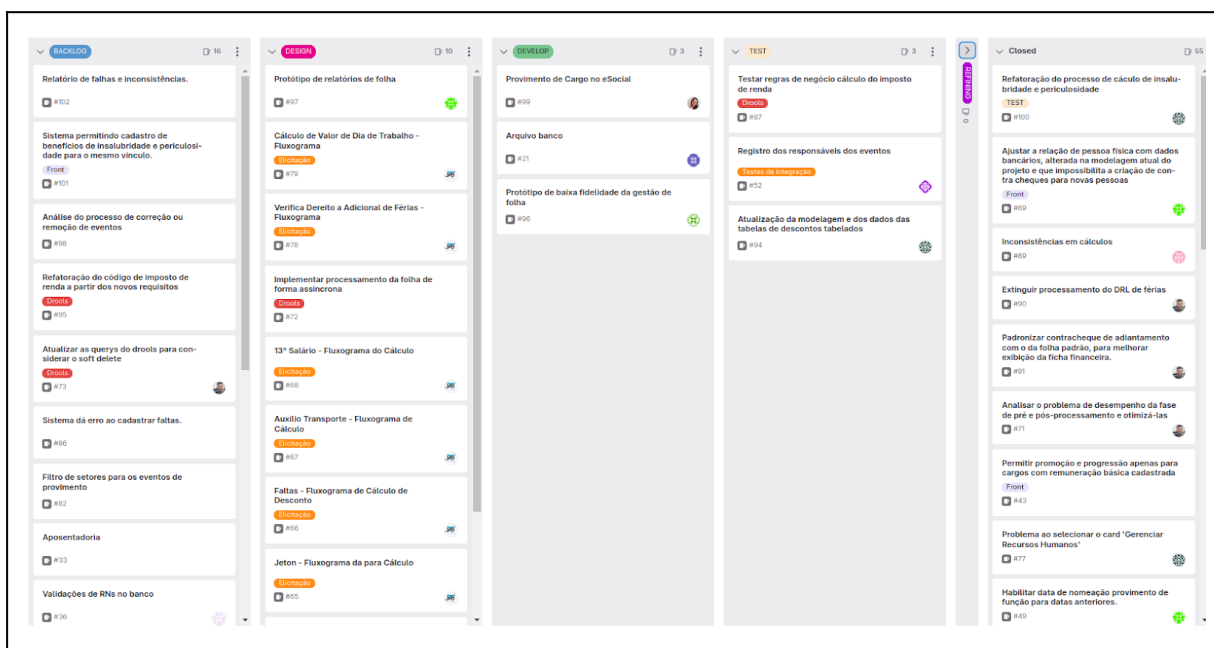 BACKLOG 16
Relatório de falhas e inconsistências.
#102
Sistema permitindo cadastro de
benefícios de insalubridade e periculosi-
dade para o mesmo vínculo.
Front
#101
Análise do processo de correção ou
remoção de eventos
#98
Refatoração do código de imposto de
renda a partir dos novos requisitos
Drools
#95
Atualizar as querys do drools para con-
siderar o soft delete
Drools
#73
Sistema dá erro ao cadastrar faltas.
#86
Filtro de setores para os eventos de
provimento
#82
Aposentadoria
#33
Validações de RNs no banco
#36
DESIGN 10
Protótipo de relatórios de folha
#97
Cálculo de Valor de Dia de Trabalho -
Fluxograma
Elicitação
#79
Verifica Dereito a Adicional de Férias -
Fluxograma
Elicitação
#78
Implementar processamento da folha de
forma assíncrona
Drools
#72
13º Salário - Fluxograma do Cálculo
Elicitação
#68
Auxílio Transporte - Fluxograma de
Cálculo
Elicitação
#67
Faltas - Fluxograma de Cálculo de
Desconto
Elicitação
#66
Jeton - Fluxograma da para Cálculo
Elicitação
#65
DEVELOP 3
Provimento de Cargo no eSocial
#99
Arquivo banco
#21
Protótipo de baixa fidelidade da gestão de
folha
#96
TEST 3
Testar regras de negócio cálculo do imposto
de renda
Drools
#87
Registro dos responsáveis dos eventos
Testes de Integração
#52
Atualização da modelagem e dos dados das
tabelas de descontos tabelados
#94
REFINING 0
Closed 55
Refatoração do processo de cáculo de insalu-
bridade e periculosidade
TEST
#100
Ajustar a relação de pessoa física com dados
bancários, alterada na modelagem atual do
projeto e que impossibilita a criação de con-
tra cheques para novas pessoas
Front
#69
Inconsistências em cálculos
#89
Extinguir processamento do DRL de férias
#90
Padronizar contracheque de adiantamento
com o da folha padrão, para melhorar
exibição da ficha financeira.
#91
Analisar o problema de desempenho da fase
de pré e pós-processamento e otimizá-las
#71
Permitir promoção e progressão apenas para
cargos com remuneração básica cadastrada
Front
#43
Problema ao selecionar o card 'Gerenciar
Recursos Humanos'
#77
Habilitar data de nomeação provimento de
função para datas anteriores.
#49